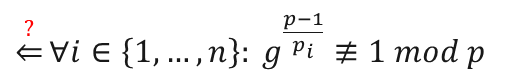 ? ⇐ ∀i ∈ {1, …, n}: g^((p−1)/p_i) ≢ 1 mod p